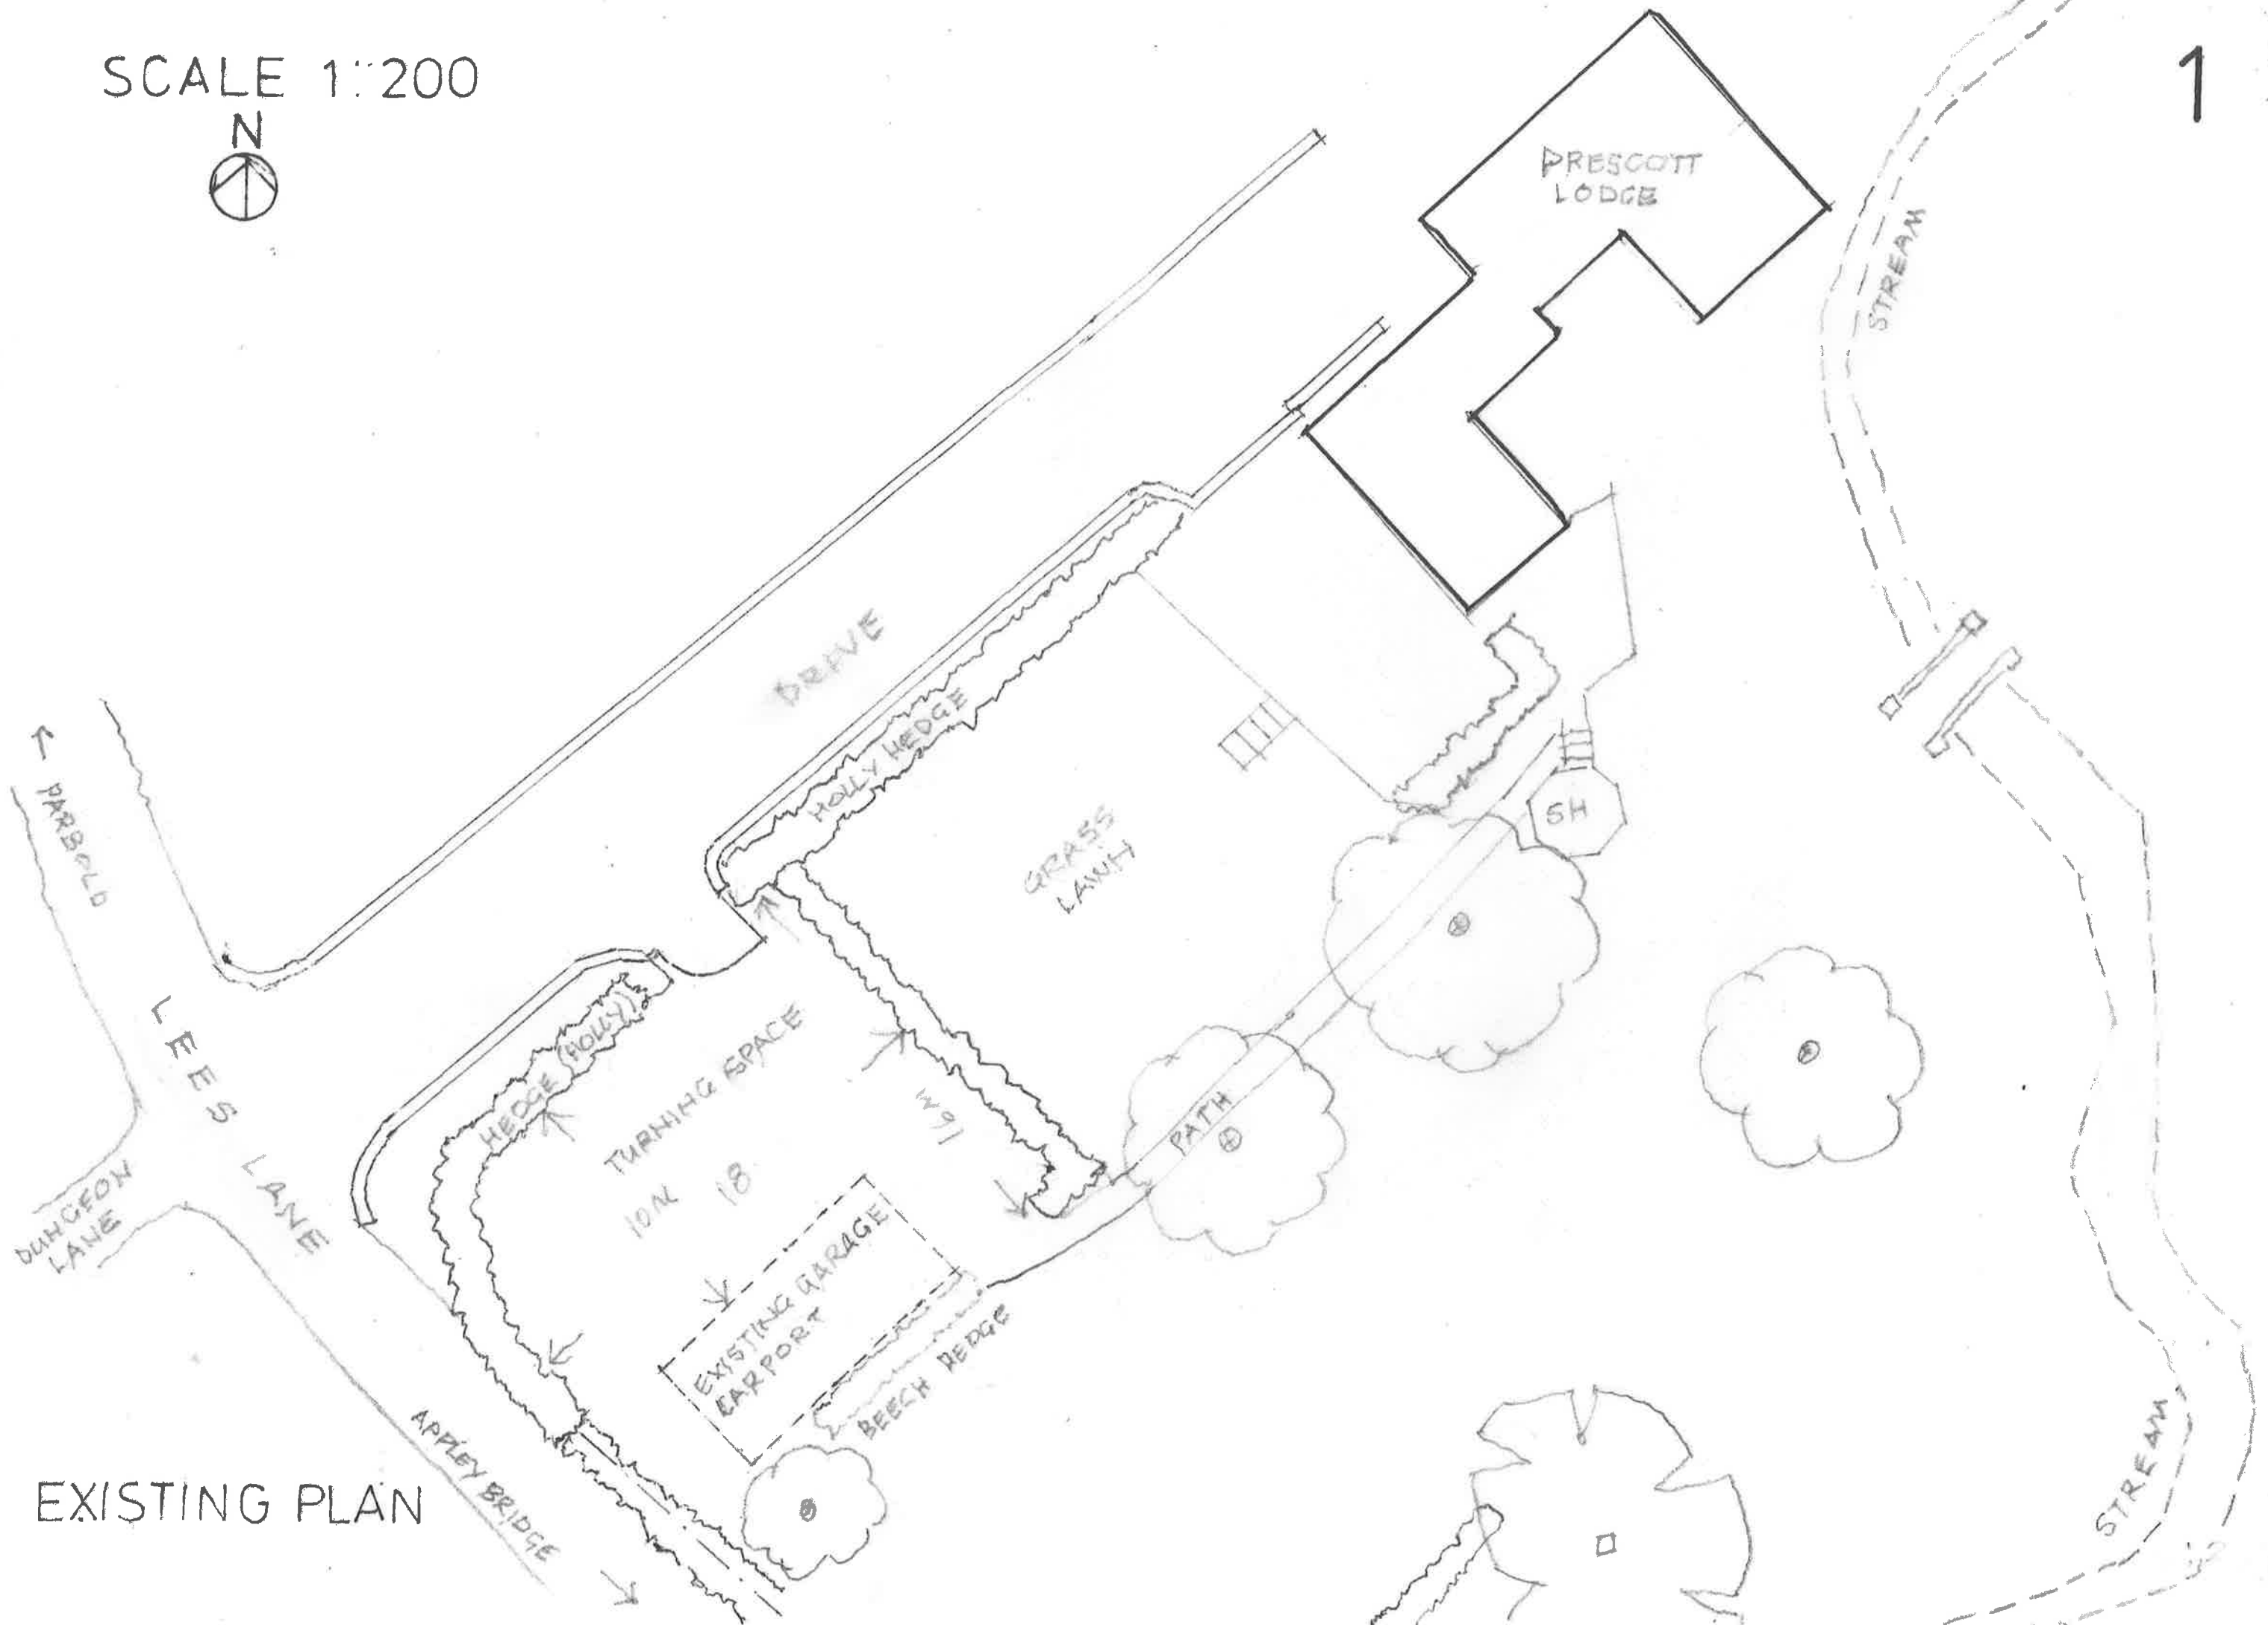 SCALE 1:200
N
1
PRESCOTT
LODGE
STREAM
DRIVE
HOLLY HEDGE
↑ PARBOLD
GRASS
LAWN
SH
LEES LANE
HEDGE (HOLLY)
TURNING SPACE
16M
10M
18
PATH
DUNGEON
LANE
EXISTING GARAGE
CARPORT
BEECH HEDGE
APPLEY BRIDGE →
STREAM
EXISTING PLAN